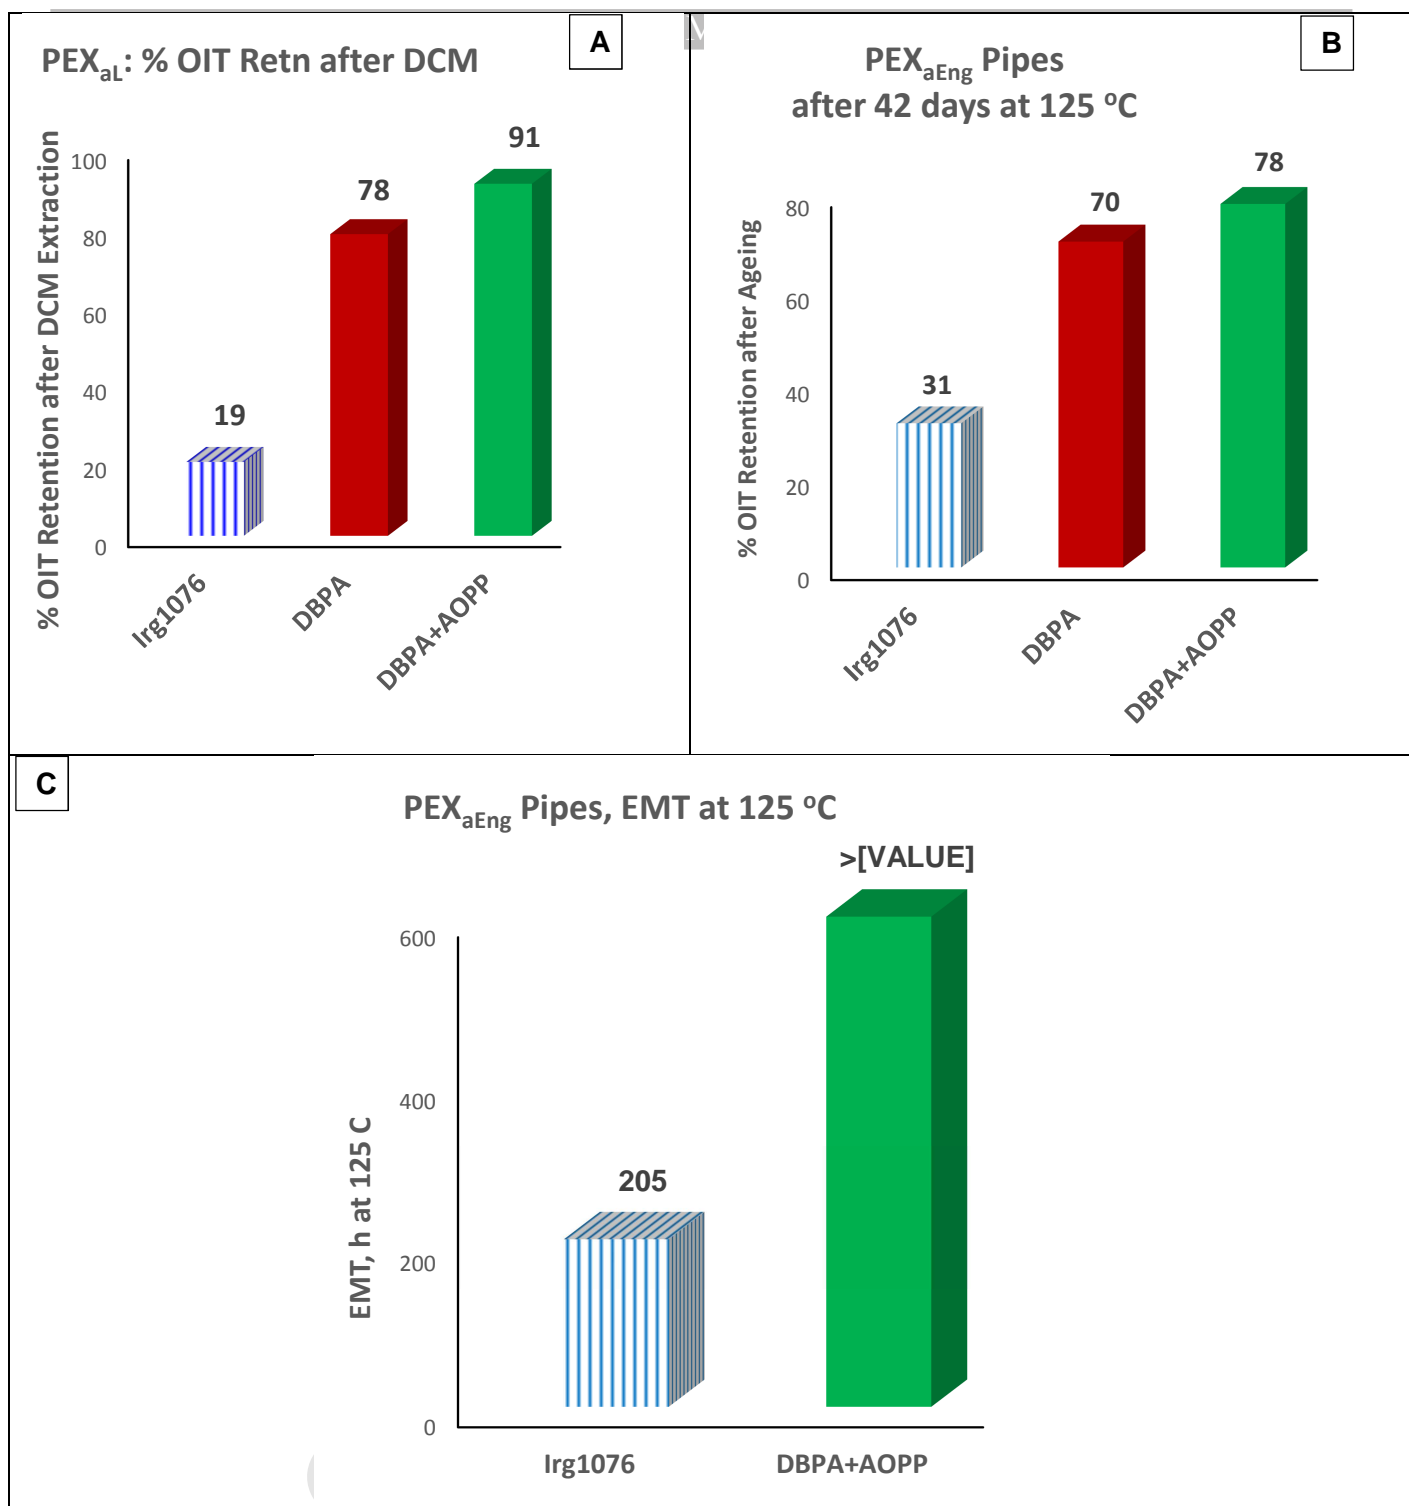 A
PEXaL: % OIT Retn after DCM
% OIT Retention after DCM Extraction
100
80
60
40
20
0
19
78
91
Irg1076
DBPA
DBPA+AOPP
B
PEXaEng Pipes
after 42 days at 125 oC
% OIT Retention after Ageing
80
60
40
20
0
31
70
78
Irg1076
DBPA
DBPA+AOPP
C
PEXaEng Pipes, EMT at 125 oC
>[VALUE]
EMT, h at 125 C
600
400
200
0
205
Irg1076
DBPA+AOPP